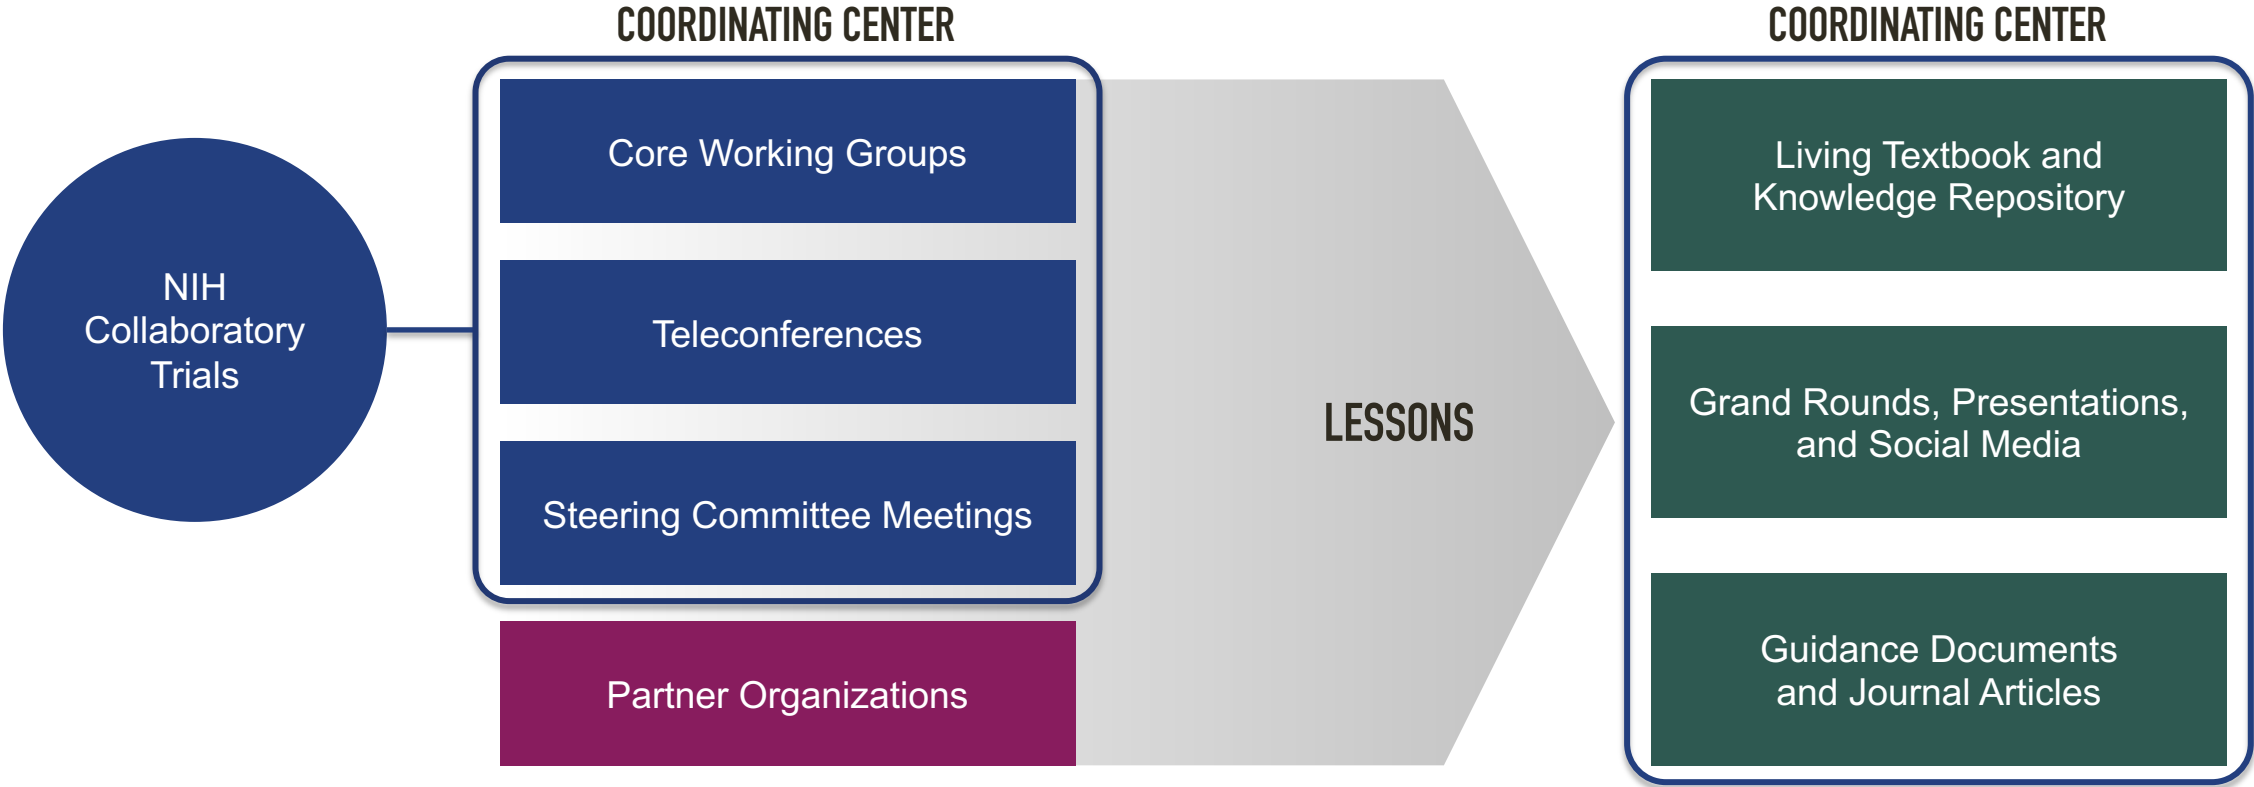 COORDINATING CENTER
NIH
Collaboratory
Trials
Core Working Groups
Teleconferences
Steering Committee Meetings
Partner Organizations
LESSONS
COORDINATING CENTER
Living Textbook and
Knowledge Repository
Grand Rounds, Presentations,
and Social Media
Guidance Documents
and Journal Articles